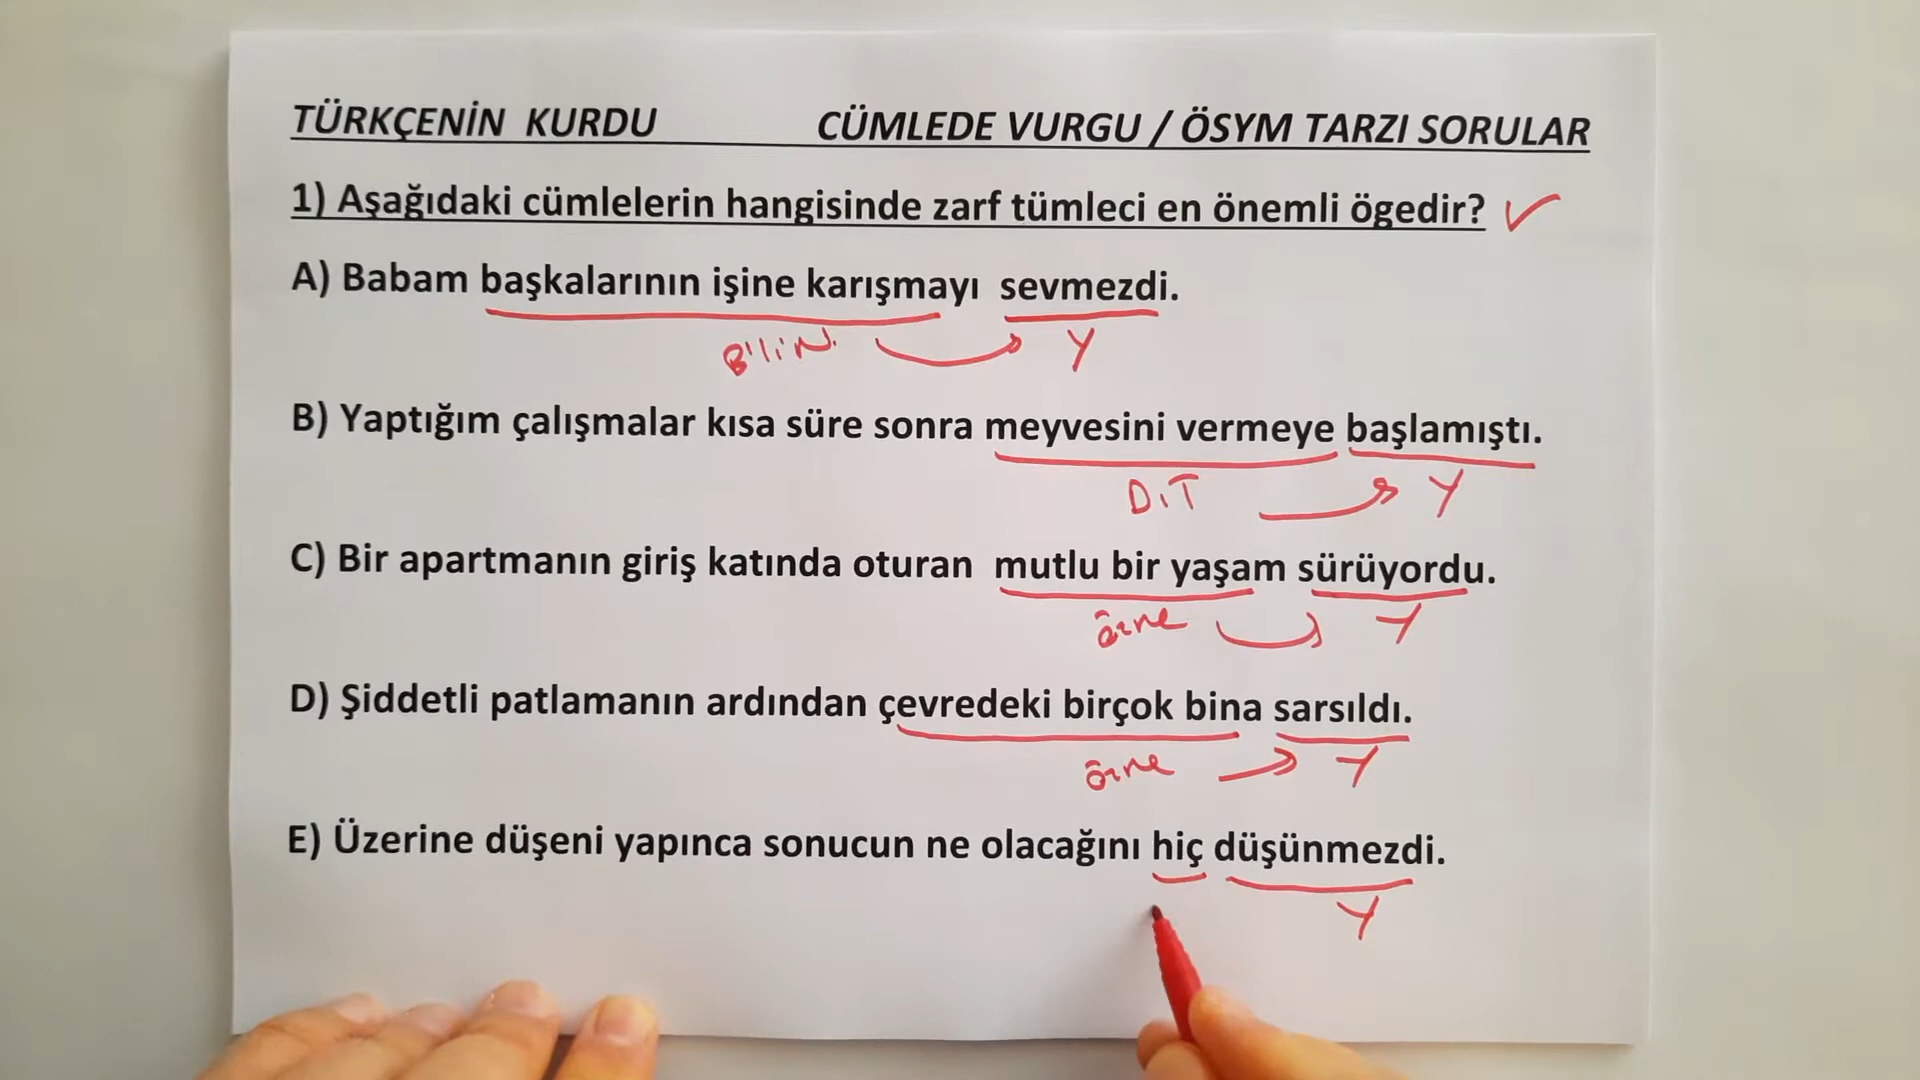 TÜRKÇENİN KURDU CÜMLEDE VURGU / ÖSYM TARZI SORULAR
1) Aşağıdaki cümlelerin hangisinde zarf tümleci en önemli ögedir?
A) Babam başkalarının işine karışmayı sevmezdi.
BiliN. Y
B) Yaptığım çalışmalar kısa süre sonra meyvesini vermeye başlamıştı.
DıT Y
C) Bir apartmanın giriş katında oturan mutlu bir yaşam sürüyordu.
özne Y
D) Şiddetli patlamanın ardından çevredeki birçok bina sarsıldı.
özne Y
E) Üzerine düşeni yapınca sonucun ne olacağını hiç düşünmezdi.
Y